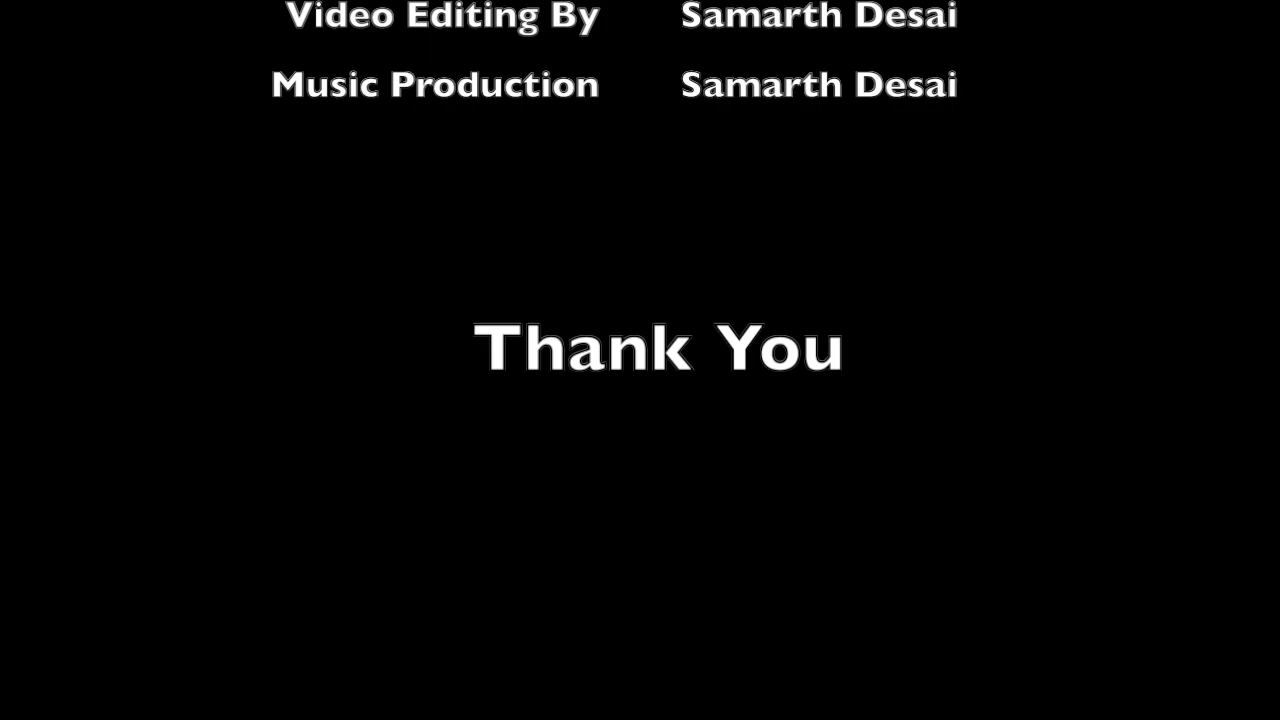 Video Editing By Samarth Desai
Music Production Samarth Desai
Thank You